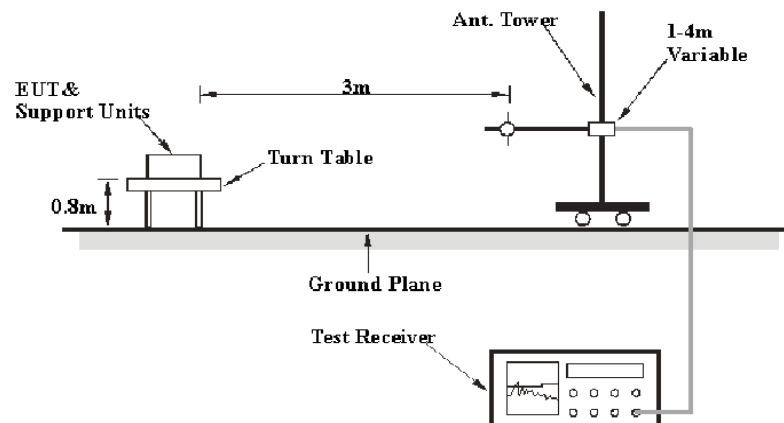 Ant. Tower
1-4m
Variable
EUT&
Support Units
3m
Turn Table
0.8m
Ground Plane
Test Receiver